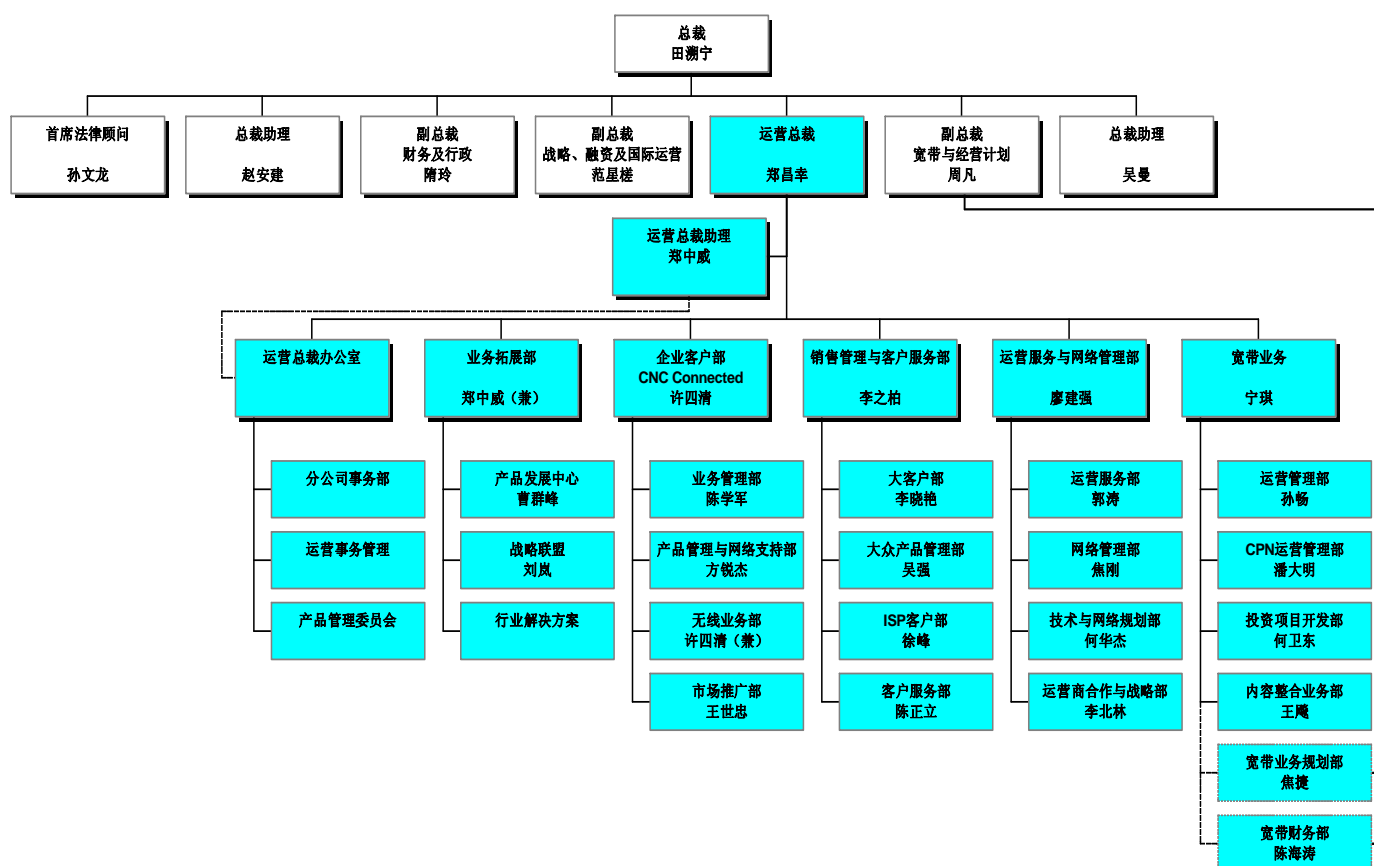 总裁
田溯宁
首席法律顾问
孙文龙
总裁助理
赵安建
副总裁
财务及行政
隋玲
副总裁
战略、融资及国际运营
范星槎
运营总裁
郑昌幸
副总裁
宽带与经营计划
周凡
总裁助理
吴曼
运营总裁助理
郑中威
运营总裁办公室
业务拓展部
郑中威（兼）
企业客户部
CNC Connected
许四清
销售管理与客户服务部
李之柏
运营服务与网络管理部
廖建强
宽带业务
宁琪
分公司事务部
运营事务管理
产品管理委员会
产品发展中心
曹群峰
战略联盟
刘岚
行业解决方案
业务管理部
陈学军
产品管理与网络支持部
方锐杰
无线业务部
许四清（兼）
市场推广部
王世忠
大客户部
李晓艳
大众产品管理部
吴强
ISP客户部
徐峰
客户服务部
陈正立
运营服务部
郭涛
网络管理部
焦刚
技术与网络规划部
何华杰
运营商合作与战略部
李北林
运营管理部
孙畅
CPN运营管理部
潘大明
投资项目开发部
何卫东
内容整合业务部
王飚
宽带业务规划部
焦捷
宽带财务部
陈海涛